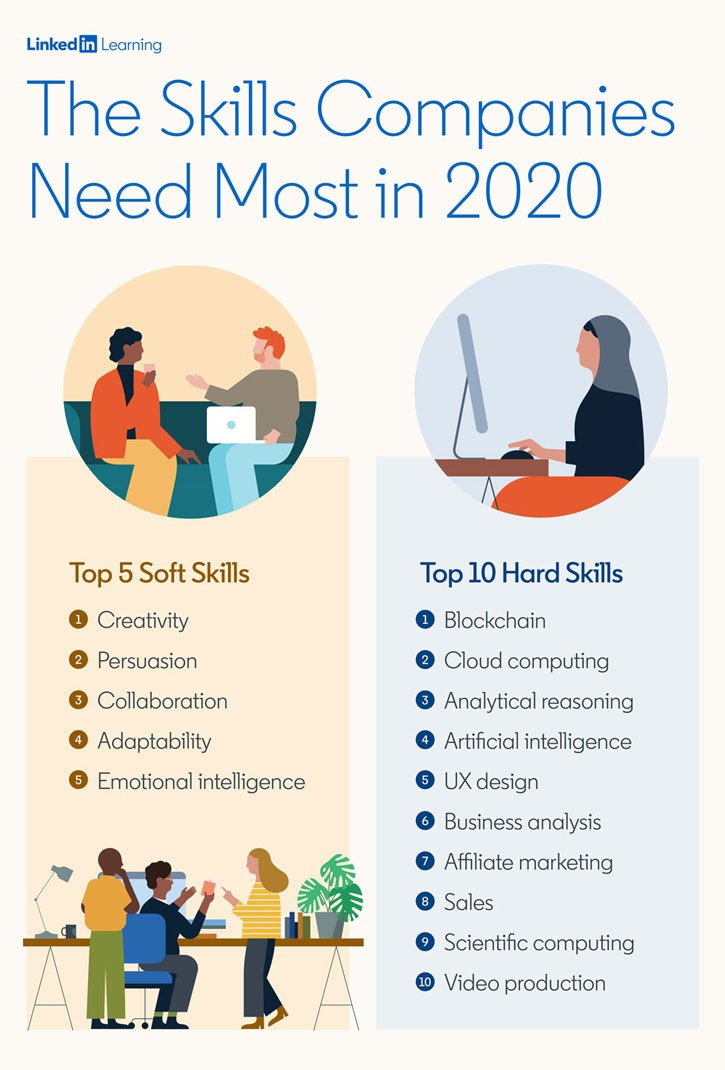 Linked in Learning
The Skills Companies
Need Most in 2020
Top 5 Soft Skills
1 Creativity
2 Persuasion
3 Collaboration
4 Adaptability
5 Emotional intelligence
Top 10 Hard Skills
1 Blockchain
2 Cloud computing
3 Analytical reasoning
4 Artificial intelligence
5 UX design
6 Business analysis
7 Affiliate marketing
8 Sales
9 Scientific computing
10 Video production